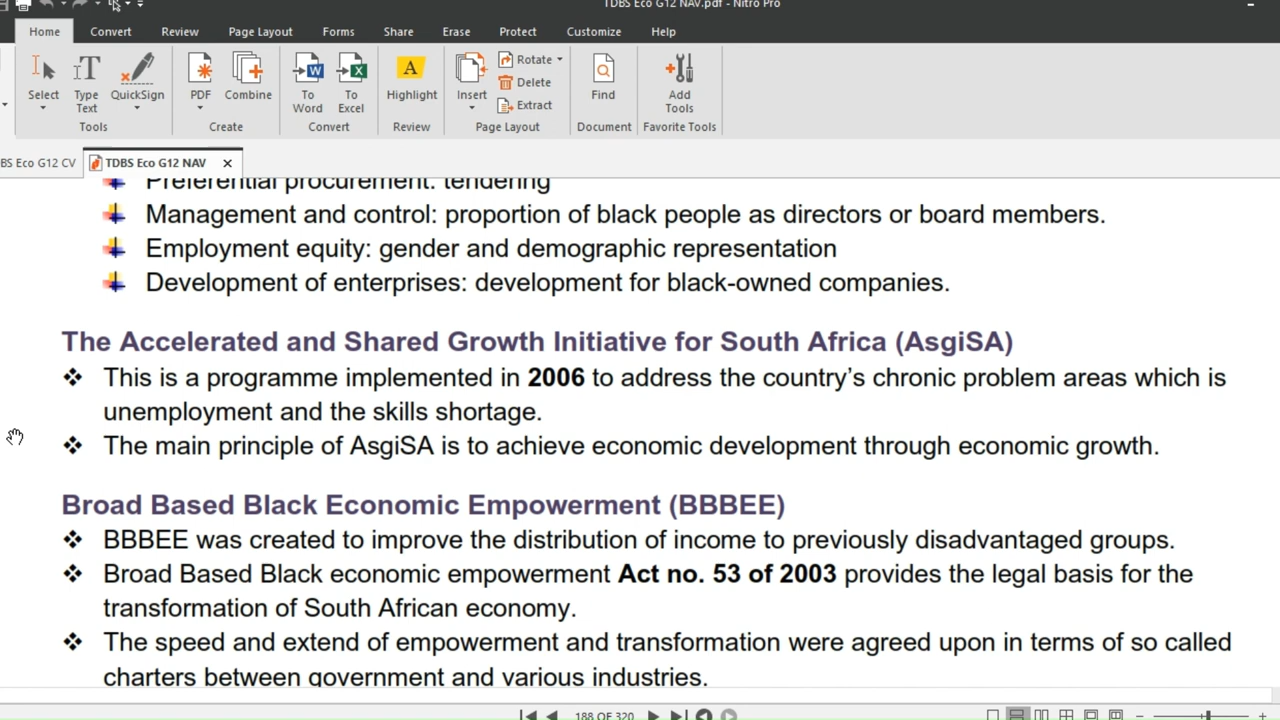 TDBS Eco G12 NAV.pdf - Nitro Pro
Home Convert Review Page Layout Forms Share Erase Protect Customize Help
Select Type Text QuickSign PDF Combine To Word To Excel Highlight Insert Rotate Delete Extract Find Add Tools
Tools Create Convert Review Page Layout Document Favorite Tools
BS Eco G12 CV TDBS Eco G12 NAV
Preferential procurement: tendering
Management and control: proportion of black people as directors or board members.
Employment equity: gender and demographic representation
Development of enterprises: development for black-owned companies.
The Accelerated and Shared Growth Initiative for South Africa (AsgiSA)
This is a programme implemented in 2006 to address the country's chronic problem areas which is
unemployment and the skills shortage.
The main principle of AsgiSA is to achieve economic development through economic growth.
Broad Based Black Economic Empowerment (BBBEE)
BBBEE was created to improve the distribution of income to previously disadvantaged groups.
Broad Based Black economic empowerment Act no. 53 of 2003 provides the legal basis for the
transformation of South African economy.
The speed and extend of empowerment and transformation were agreed upon in terms of so called
charters between government and various industries.
188 OF 320